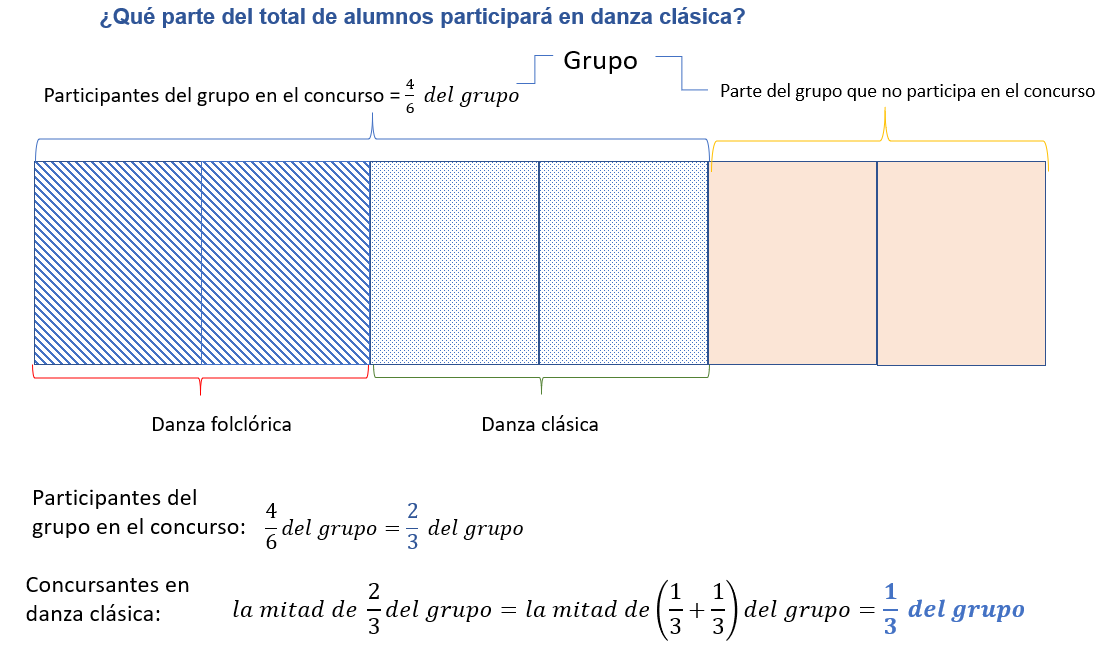 ¿Qué parte del total de alumnos participará en danza clásica?
Grupo
Participantes del grupo en el concurso = 4/6 del grupo
Parte del grupo que no participa en el concurso
Danza folclórica
Danza clásica
Participantes del
grupo en el concurso: 4/6 del grupo = 2/3 del grupo
Concursantes en
danza clásica: la mitad de 2/3 del grupo = la mitad de (1/3 + 1/3) del grupo = 1/3 del grupo